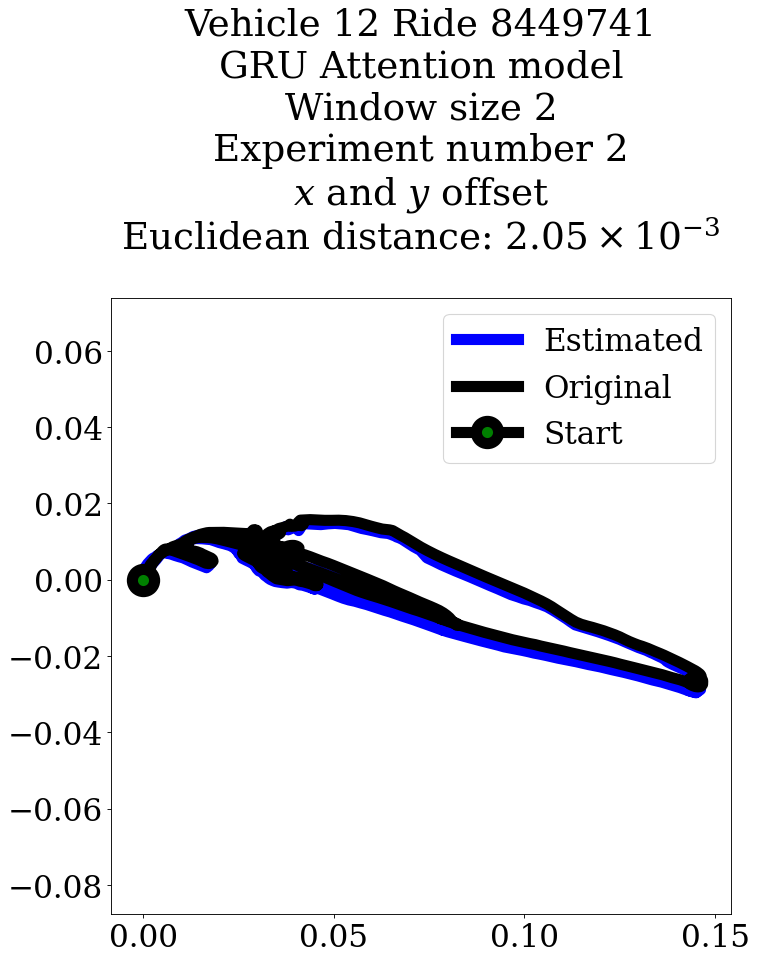 Vehicle 12 Ride 8449741
GRU Attention model
Window size 2
Experiment number 2
x and y offset
Euclidean distance: 2.05 × 10⁻³
Estimated
Original
Start
0.06
0.04
0.02
0.00
−0.02
−0.04
−0.06
−0.08
0.00 0.05 0.10 0.15